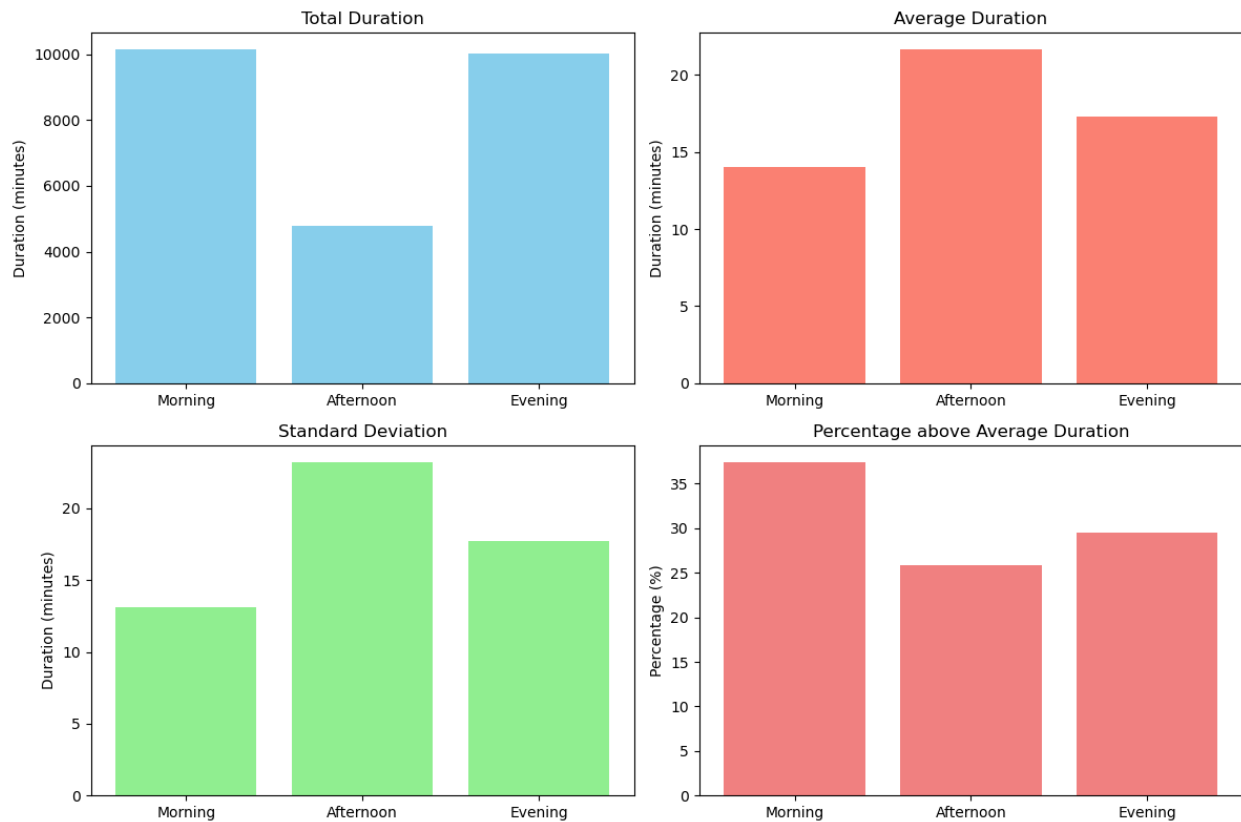 Total Duration
Duration (minutes)
10000
8000
6000
4000
2000
0
Morning Afternoon Evening
Average Duration
Duration (minutes)
20
15
10
5
0
Morning Afternoon Evening
Standard Deviation
Duration (minutes)
20
15
10
5
0
Morning Afternoon Evening
Percentage above Average Duration
Percentage (%)
35
30
25
20
15
10
5
0
Morning Afternoon Evening